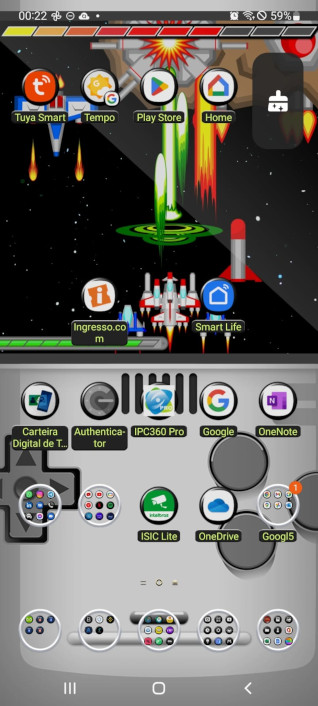 00:22
59%
Tuya Smart
Tempo
Play Store
Home
Ingresso.co
m
Smart Life
Carteira
Digital de T...
Authentica-
tor
IPC360 Pro
Google
OneNote
ISIC Lite
OneDrive
Googl5
1